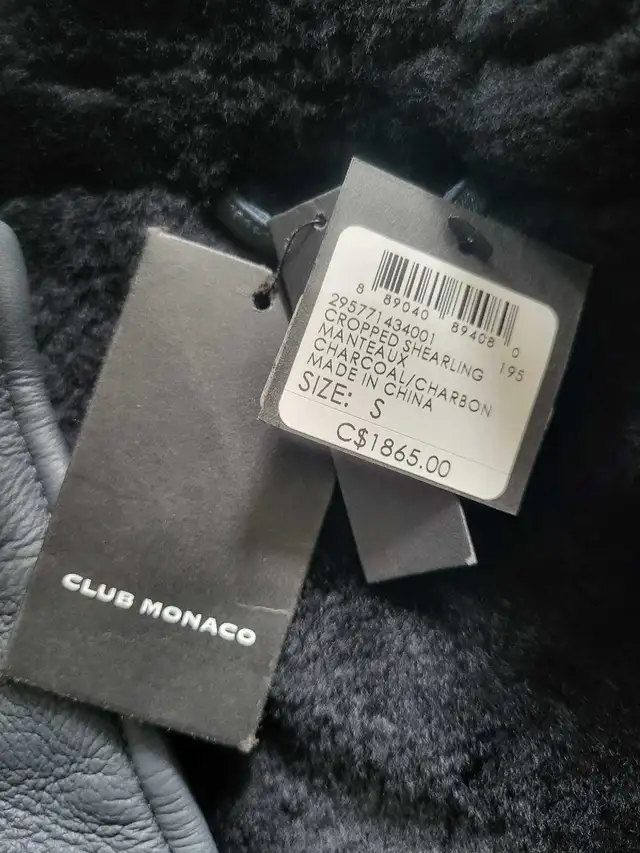 8 89040 89408 0
295771434001 195
CROPPED SHEARLING
MANTEAUX
CHARCOAL/CHARBON
MADE IN CHINA
SIZE: S
C$1865.00
CLUB MONACO